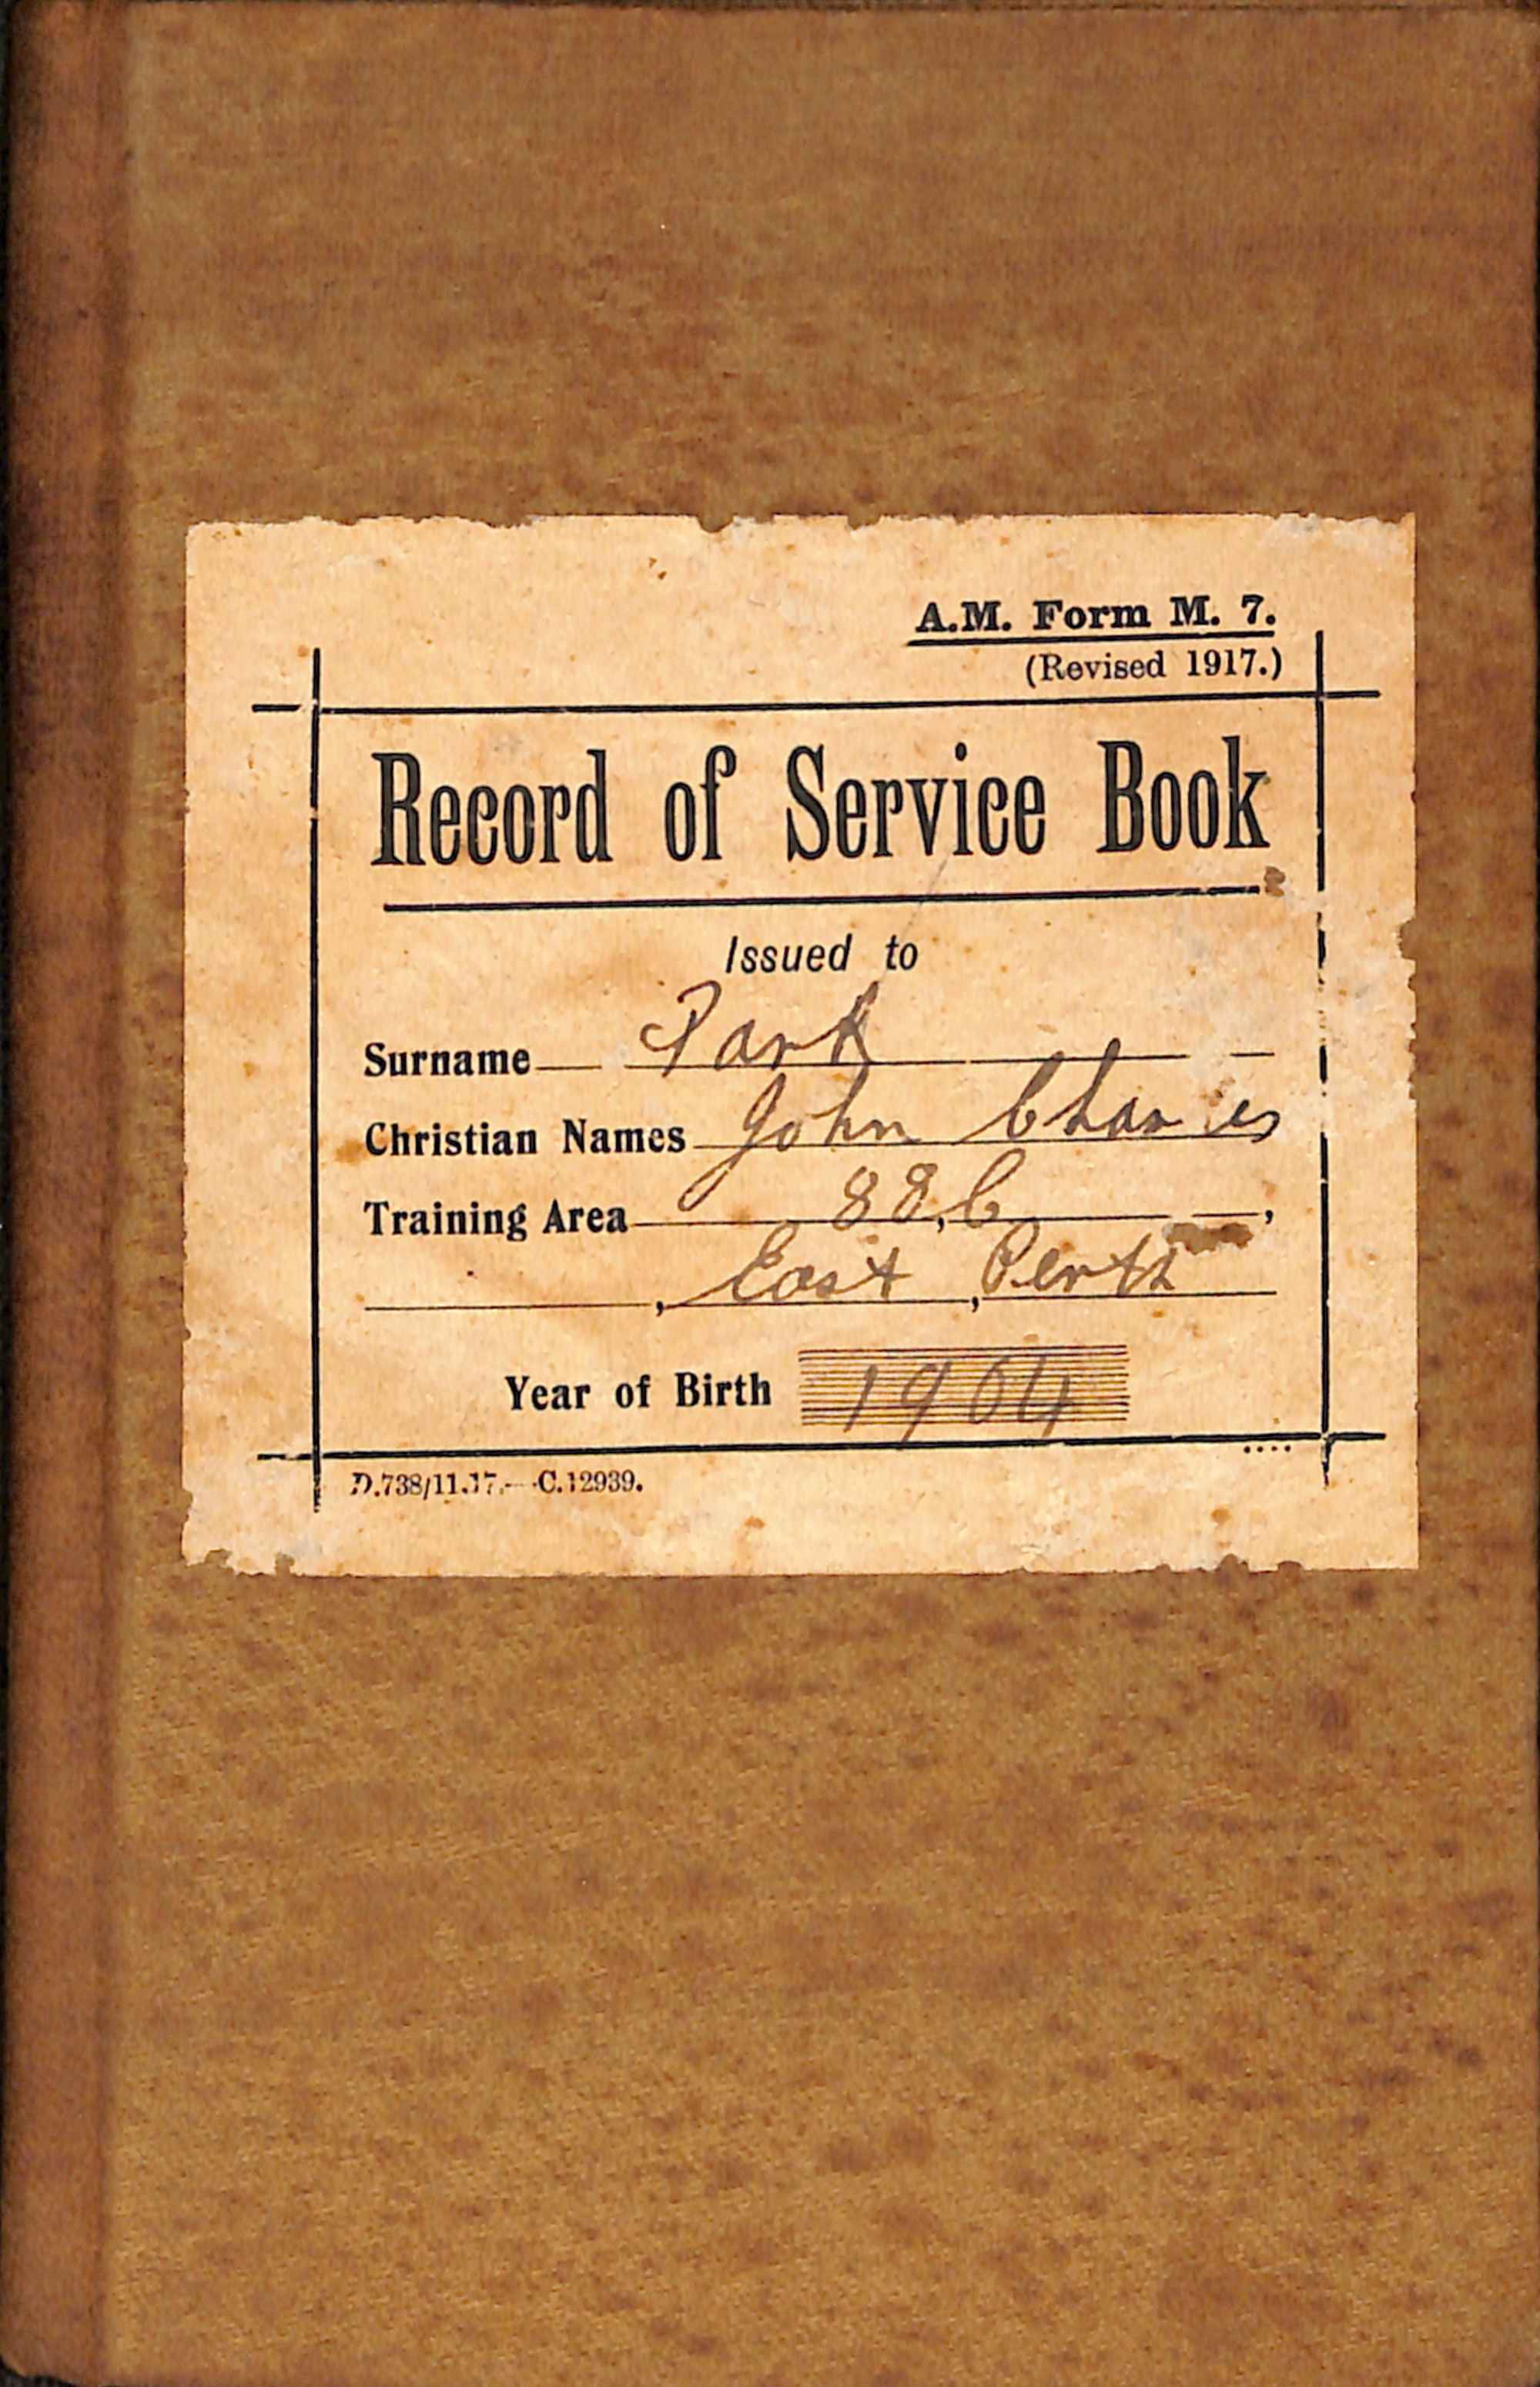 A.M. Form M. 7.
(Revised 1917.)
Record of Service Book
Issued to
Surname Park
Christian Names John Charles
Training Area 88,C
, East, Perth
Year of Birth 1904
D.738/11.17.—C.12939.